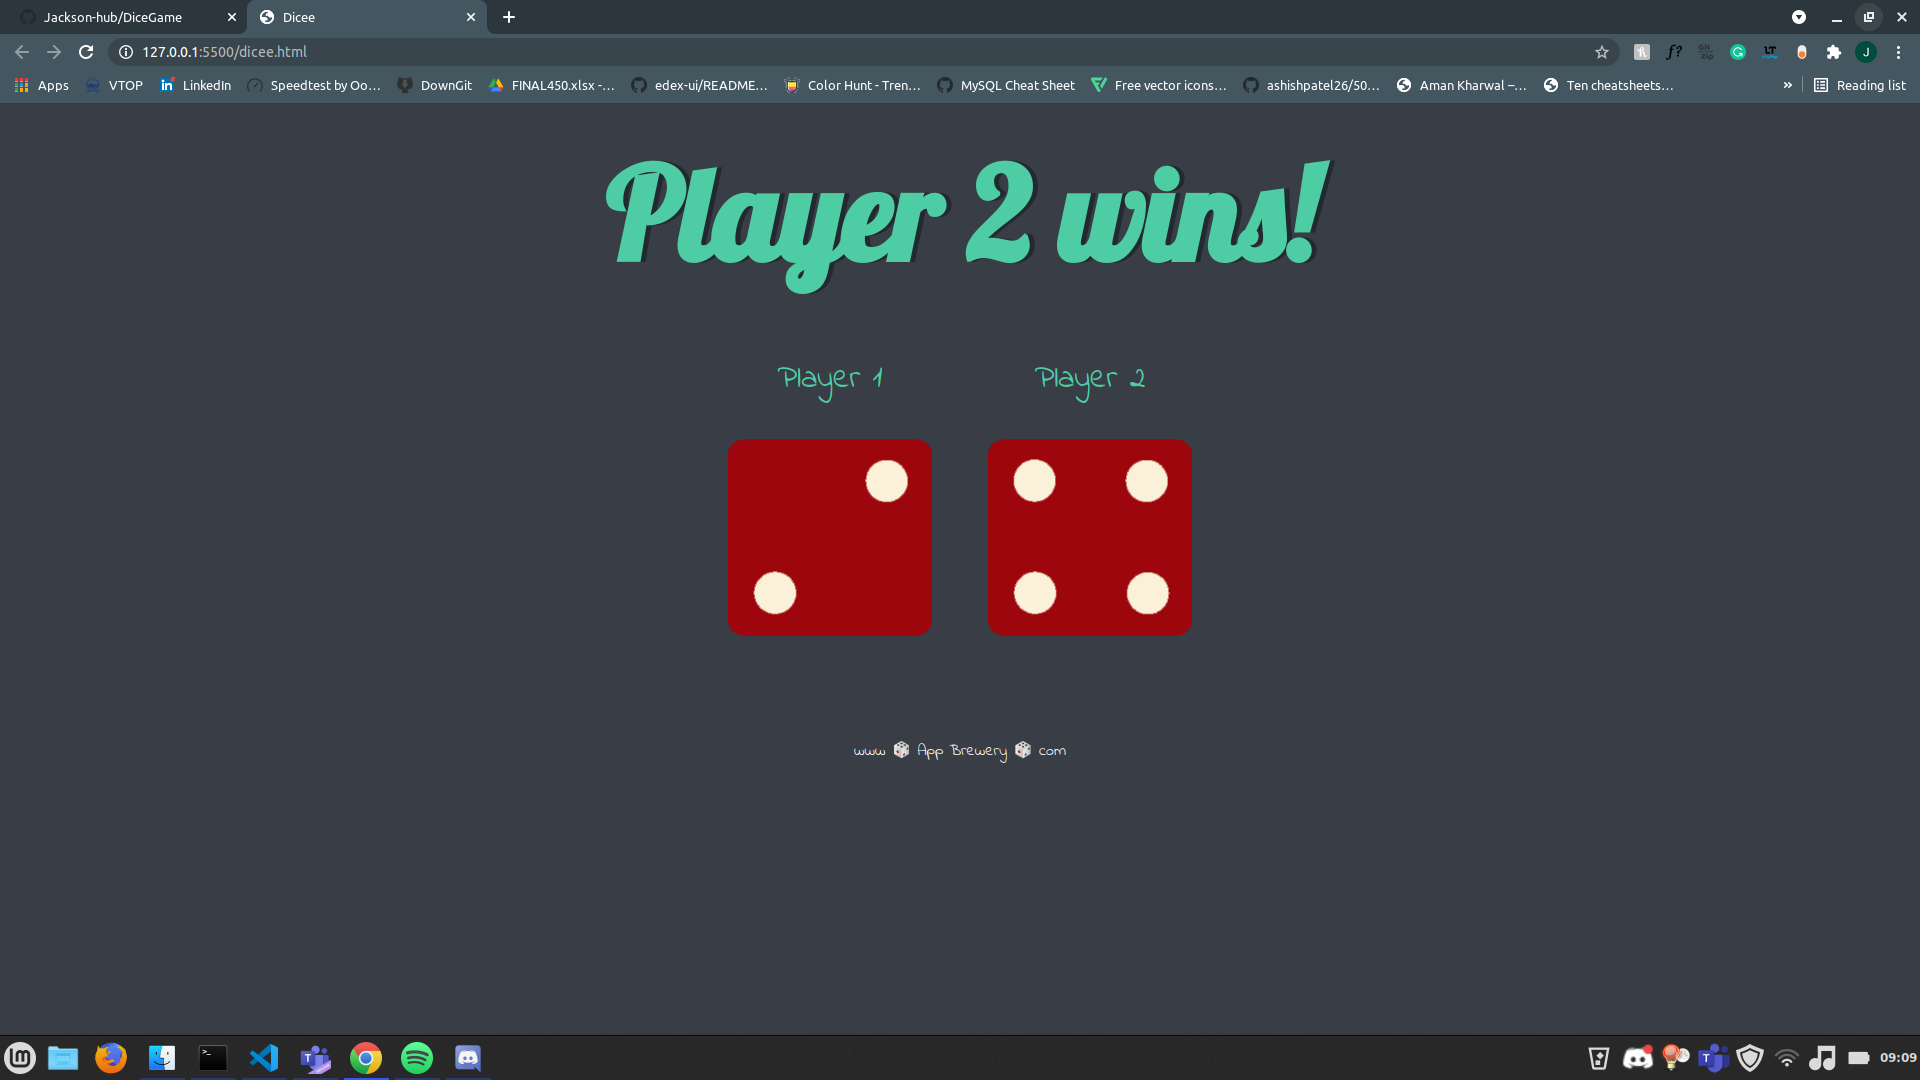 Jackson-hub/DiceGame
Dicee
127.0.0.1:5500/dicee.html
Apps
VTOP
LinkedIn
Speedtest by Oo...
DownGit
FINAL450.xlsx -...
edex-ui/README...
Color Hunt - Tren...
MySQL Cheat Sheet
Free vector icons...
ashishpatel26/50...
Aman Kharwal –...
Ten cheatsheets...
»
Reading list
Player 2 wins!
Player 1
Player 2
www 🎲 App Brewery 🎲 com
09:09